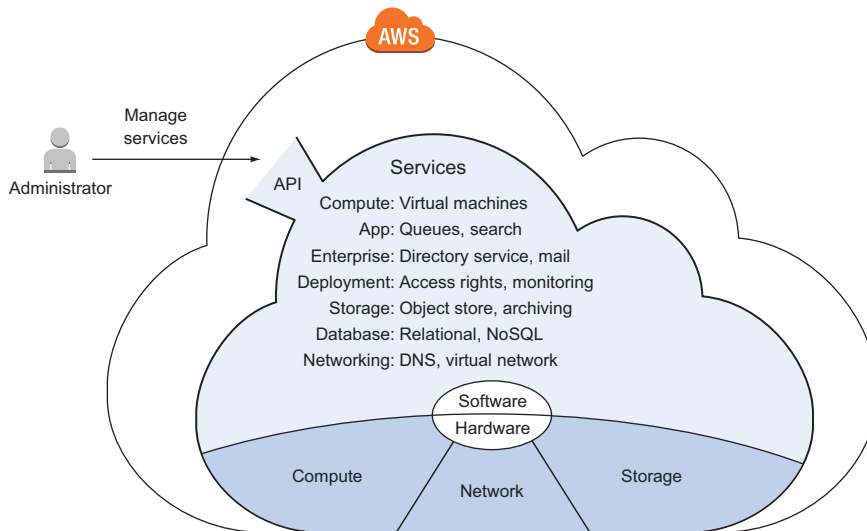 AWS
Manage
services
Administrator
API
Services
Compute: Virtual machines
App: Queues, search
Enterprise: Directory service, mail
Deployment: Access rights, monitoring
Storage: Object store, archiving
Database: Relational, NoSQL
Networking: DNS, virtual network
Software
Hardware
Compute
Network
Storage